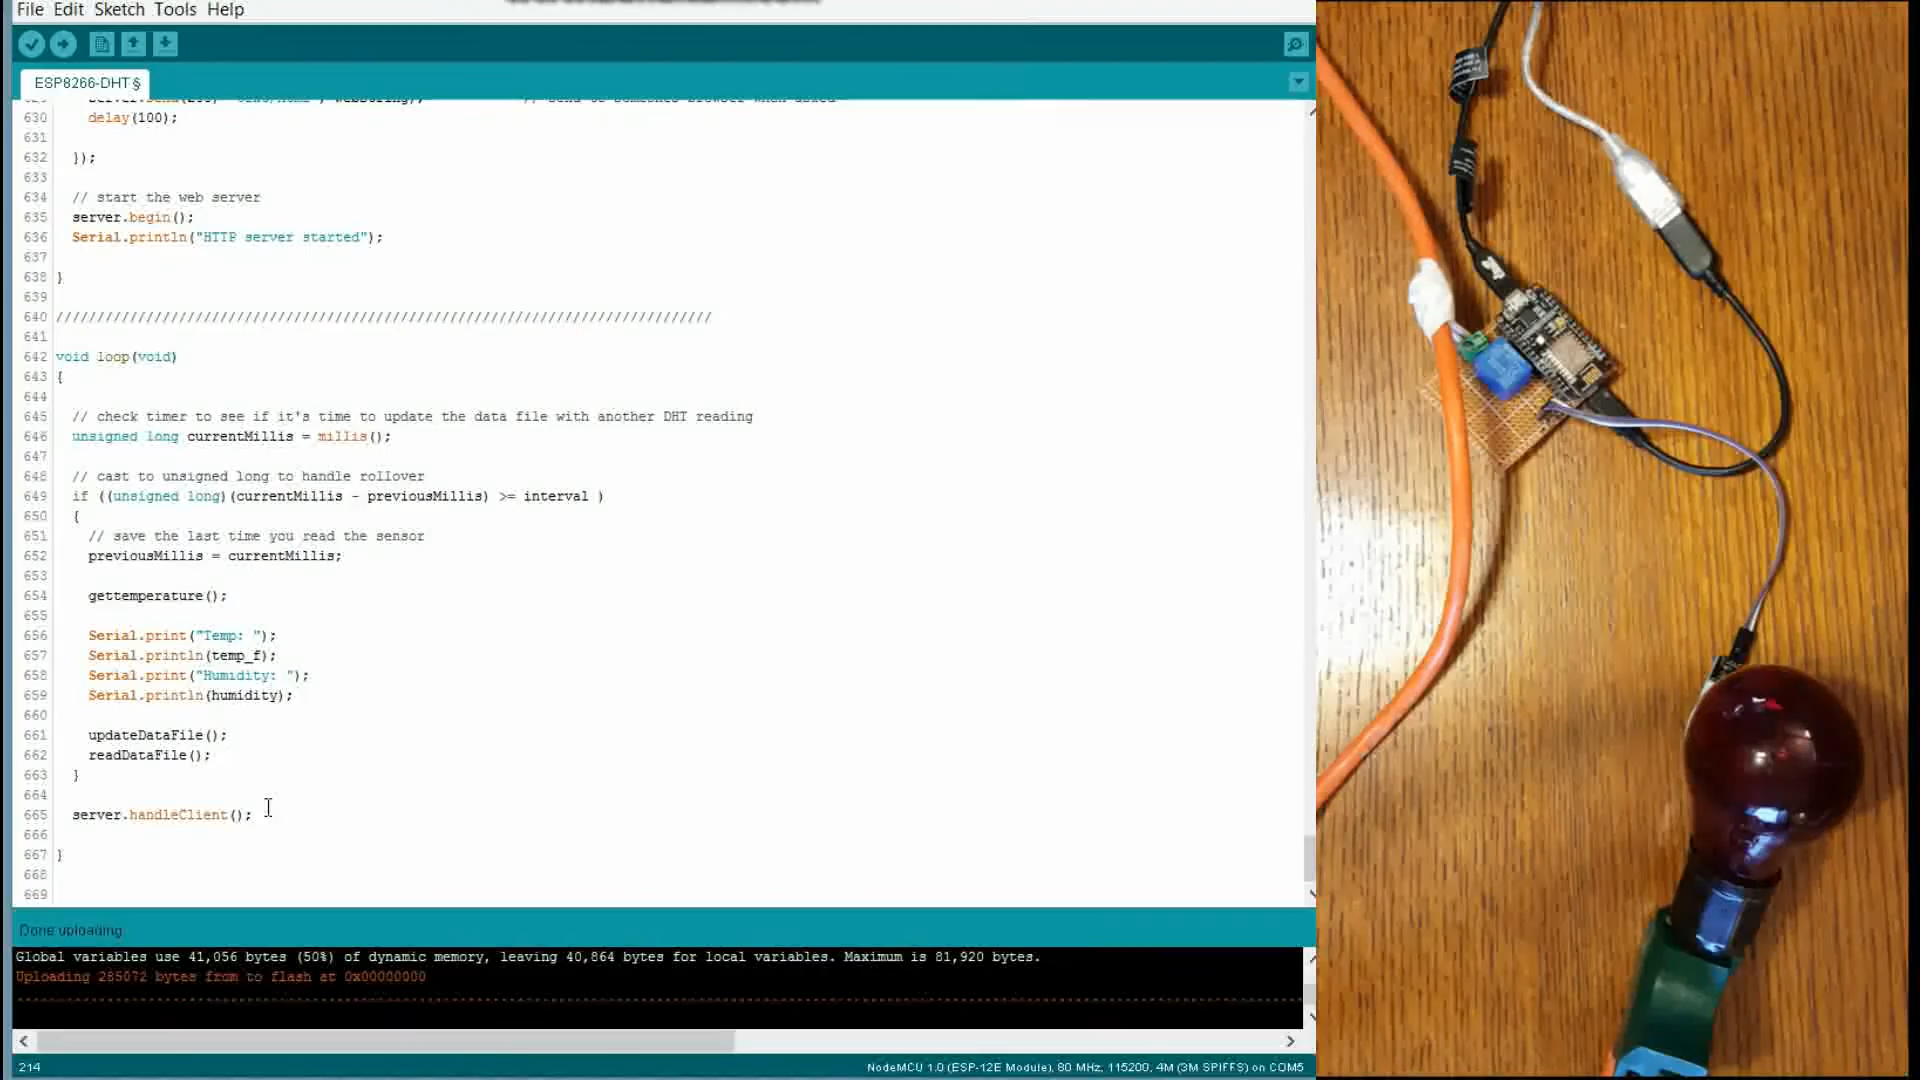 File Edit Sketch Tools Help
ESP8266-DHT §
630 delay(100);
631
632 });
633
634 // start the web server
635 server.begin();
636 Serial.println("HTTP server started");
637
638 }
639
640 ////////////////////////////////////////////////////////////////////////////////
641
642 void loop(void)
643 {
644
645 // check timer to see if it's time to update the data file with another DHT reading
646 unsigned long currentMillis = millis();
647
648 // cast to unsigned long to handle rollover
649 if ((unsigned long)(currentMillis - previousMillis) >= interval )
650 {
651 // save the last time you read the sensor
652 previousMillis = currentMillis;
653
654 gettemperature();
655
656 Serial.print("Temp: ");
657 Serial.println(temp_f);
658 Serial.print("Humidity: ");
659 Serial.println(humidity);
660
661 updateDataFile();
662 readDataFile();
663 }
664
665 server.handleClient();
666
667 }
668
669
Done uploading.
Global variables use 41,056 bytes (50%) of dynamic memory, leaving 40,864 bytes for local variables. Maximum is 81,920 bytes.
Uploading 285072 bytes from to flash at 0x00000000
214
NodeMCU 1.0 (ESP-12E Module), 80 MHz, 115200, 4M (3M SPIFFS) on COM5